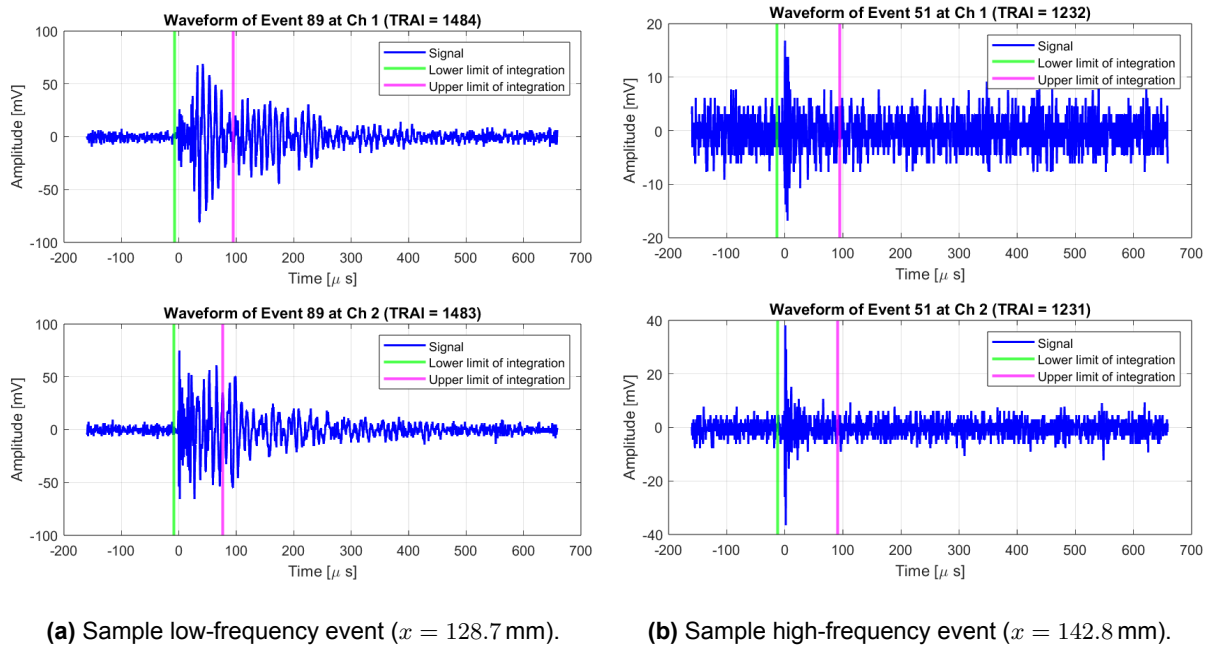 Waveform of Event 89 at Ch 1 (TRAI = 1484)
100
50
0
-50
-100
Amplitude [mV]
Signal
Lower limit of integration
Upper limit of integration
-200 -100 0 100 200 300 400 500 600 700
Time [μ s]
Waveform of Event 89 at Ch 2 (TRAI = 1483)
100
50
0
-50
-100
Amplitude [mV]
Signal
Lower limit of integration
Upper limit of integration
-200 -100 0 100 200 300 400 500 600 700
Time [μ s]
(a) Sample low-frequency event (x = 128.7 mm).
Waveform of Event 51 at Ch 1 (TRAI = 1232)
20
10
0
-10
-20
Amplitude [mV]
Signal
Lower limit of integration
Upper limit of integration
-200 -100 0 100 200 300 400 500 600 700
Time [μ s]
Waveform of Event 51 at Ch 2 (TRAI = 1231)
40
20
0
-20
-40
Amplitude [mV]
Signal
Lower limit of integration
Upper limit of integration
-200 -100 0 100 200 300 400 500 600 700
Time [μ s]
(b) Sample high-frequency event (x = 142.8 mm).